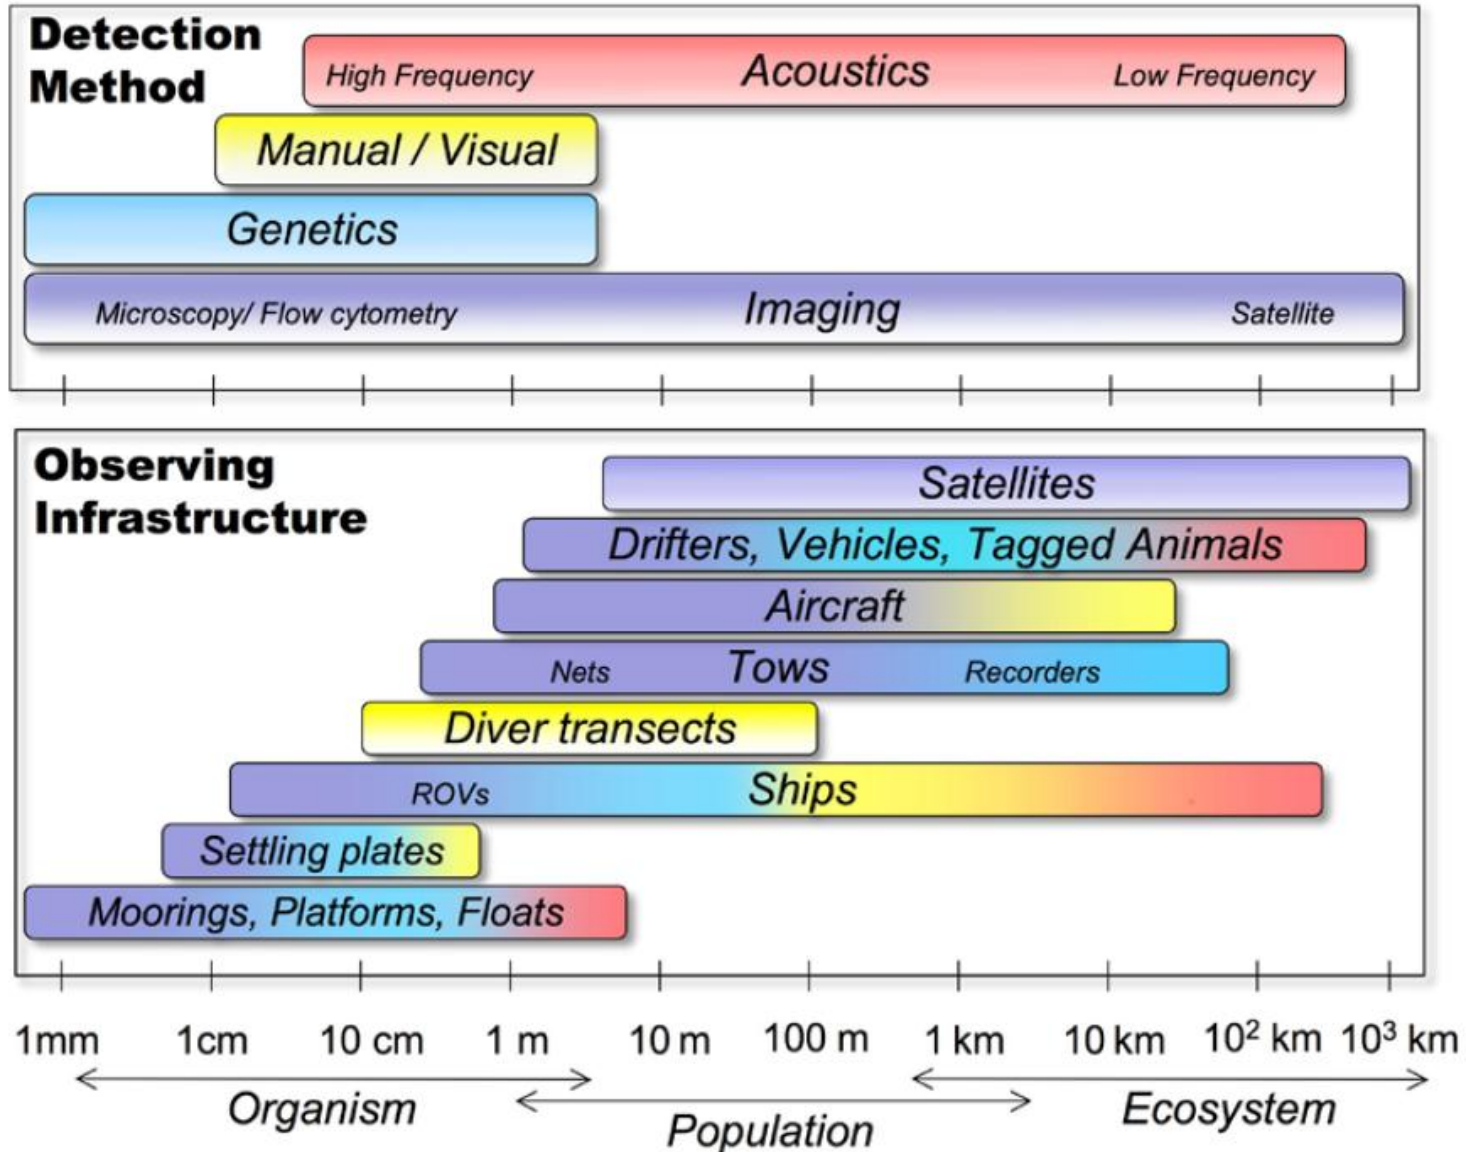 Detection
Method
High Frequency Acoustics Low Frequency
Manual / Visual
Genetics
Microscopy/ Flow cytometry Imaging Satellite
Observing
Infrastructure
Satellites
Drifters, Vehicles, Tagged Animals
Aircraft
Nets Tows Recorders
Diver transects
ROVs Ships
Settling plates
Moorings, Platforms, Floats
1mm 1cm 10 cm 1 m 10 m 100 m 1 km 10 km 10² km 10³ km
Organism Population Ecosystem